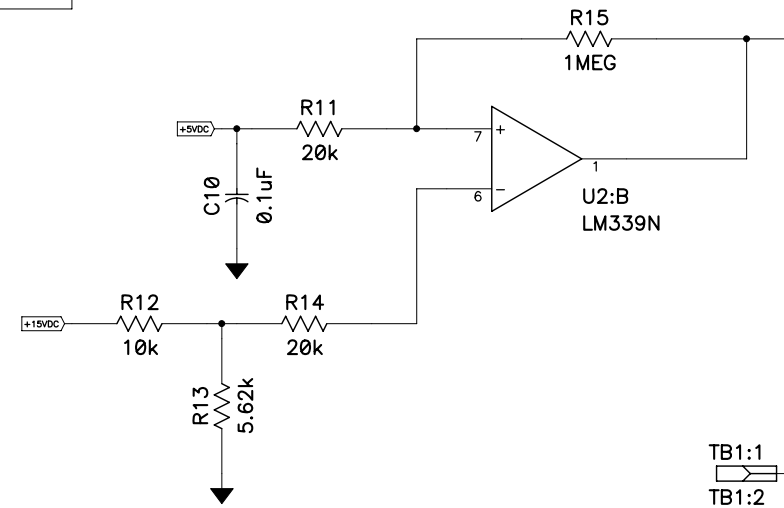 R15
1MEG
+5VDC
R11
20k
7
+
1
6
−
C10
0.1uF
U2:B
LM339N
+15VDC
R12
10k
R14
20k
R13
5.62k
TB1:1
TB1:2